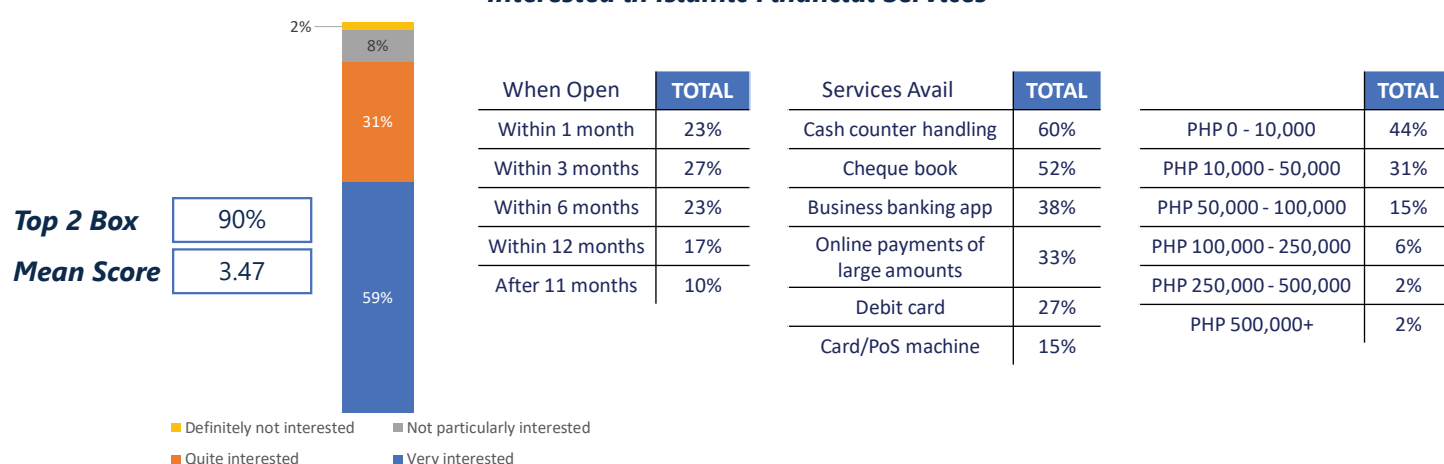 Interested in Islamic Financial Services
2%
8%
31%
59%
Top 2 Box 90%
Mean Score 3.47
When Open TOTAL
Within 1 month 23%
Within 3 months 27%
Within 6 months 23%
Within 12 months 17%
After 11 months 10%
Services Avail TOTAL
Cash counter handling 60%
Cheque book 52%
Business banking app 38%
Online payments of
large amounts 33%
Debit card 27%
Card/PoS machine 15%
TOTAL
PHP 0 - 10,000 44%
PHP 10,000 - 50,000 31%
PHP 50,000 - 100,000 15%
PHP 100,000 - 250,000 6%
PHP 250,000 - 500,000 2%
PHP 500,000+ 2%
Definitely not interested Not particularly interested
Quite interested Very interested